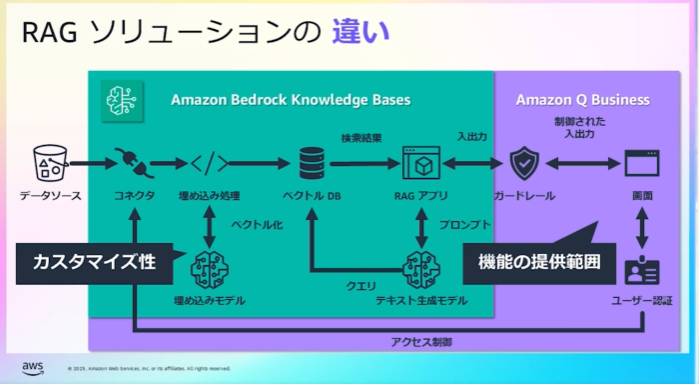 RAG ソリューションの 違い
Amazon Bedrock Knowledge Bases
Amazon Q Business
検索結果
入出力
制御された
入出力
データソース
コネクタ
埋め込み処理
ベクトル DB
RAG アプリ
ガードレール
画面
ベクトル化
プロンプト
カスタマイズ性
機能の提供範囲
クエリ
埋め込みモデル
テキスト生成モデル
ユーザー認証
アクセス制御
aws
© 2025, Amazon Web Services, Inc. or its affiliates. All rights reserved.